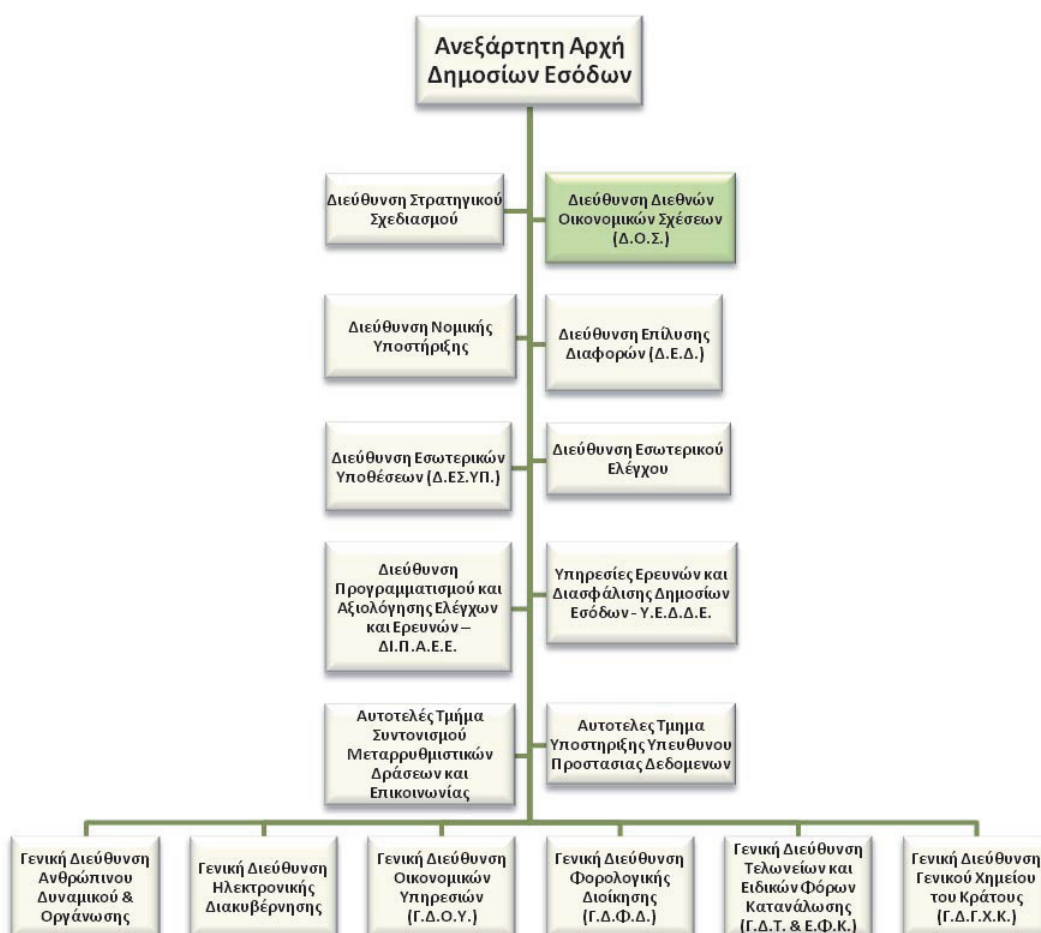 Ανεξάρτητη Αρχή
Δημοσίων Εσόδων
Διεύθυνση Στρατηγικού
Σχεδιασμού
Διεύθυνση Διεθνών
Οικονομικών Σχέσεων
(Δ.Ο.Σ.)
Διεύθυνση Νομικής
Υποστήριξης
Διεύθυνση Επίλυσης
Διαφορών (Δ.Ε.Δ.)
Διεύθυνση Εσωτερικών
Υποθέσεων (Δ.ΕΣ.ΥΠ.)
Διεύθυνση Εσωτερικού
Ελέγχου
Διεύθυνση
Προγραμματισμού και
Αξιολόγησης Ελέγχων
και Ερευνών –
ΔΙ.Π.Α.Ε.Ε.
Υπηρεσίες Ερευνών και
Διασφάλισης Δημοσίων
Εσόδων - Υ.Ε.Δ.Δ.Ε.
Αυτοτελές Τμήμα
Συντονισμού
Μεταρρυθμιστικών
Δράσεων και
Επικοινωνίας
Αυτοτελες Τμημα
Υποστηριξης Υπευθυνου
Προστασιας Δεδομενων
Γενική Διεύθυνση
Ανθρώπινου
Δυναμικού &
Οργάνωσης
Γενική Διεύθυνση
Ηλεκτρονικής
Διακυβέρνησης
Γενική Διεύθυνση
Οικονομικών
Υπηρεσιών
(Γ.Δ.Ο.Υ.)
Γενική Διεύθυνση
Φορολογικής
Διοίκησης
(Γ.Δ.Φ.Δ.)
Γενική Διεύθυνση
Τελωνείων και
Ειδικών Φόρων
Κατανάλωσης
(Γ.Δ.Τ. & Ε.Φ.Κ.)
Γενική Διεύθυνση
Γενικού Χημείου
του Κράτους
(Γ.Δ.Γ.Χ.Κ.)